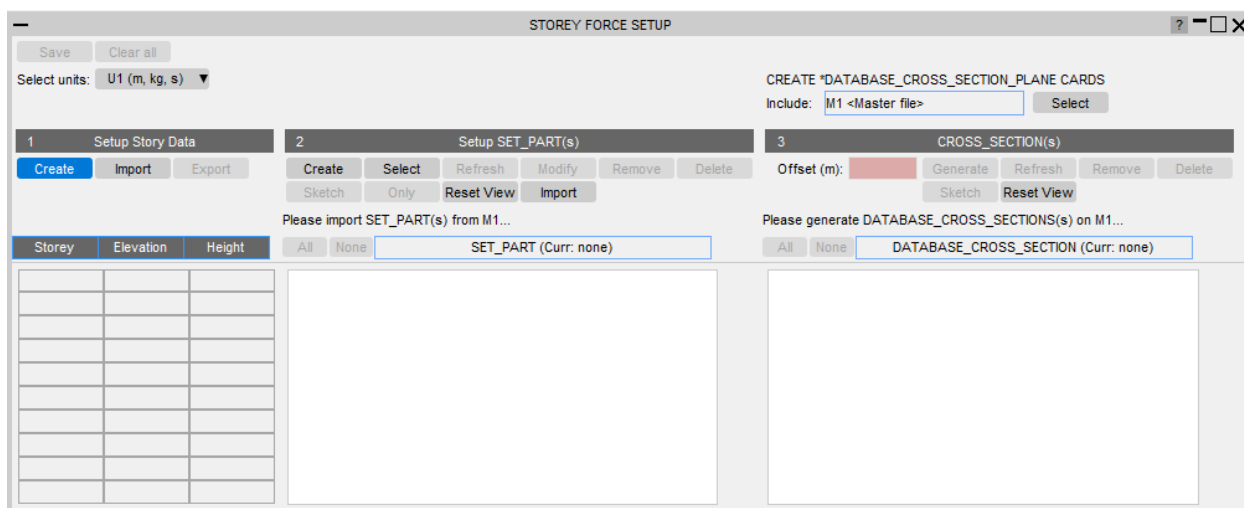 STOREY FORCE SETUP ?
Save Clear all
Select units: U1 (m, kg, s)
CREATE *DATABASE_CROSS_SECTION_PLANE CARDS
Include: M1 <Master file> Select
1 Setup Story Data 2 Setup SET_PART(s) 3 CROSS_SECTION(s)
Create Import Export Create Select Refresh Modify Remove Delete Offset (m): Generate Refresh Remove Delete
Sketch Only Reset View Import Sketch Reset View
Please import SET_PART(s) from M1... Please generate DATABASE_CROSS_SECTIONS(s) on M1...
Storey Elevation Height All None SET_PART (Curr: none) All None DATABASE_CROSS_SECTION (Curr: none)